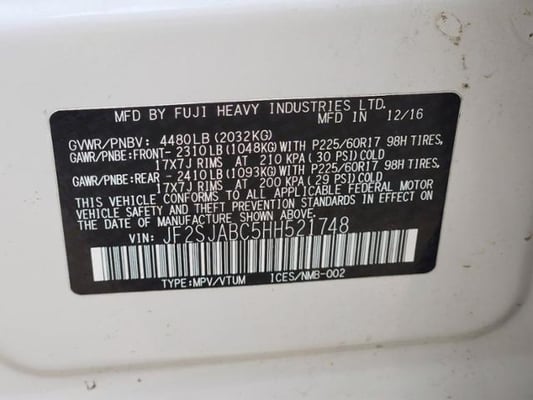 MFD BY FUJI HEAVY INDUSTRIES LTD.
MFD IN 12/16
GVWR/PNBV: 4480LB (2032KG)
GAWR/PNBE:FRONT- 2310LB (1048KG) WITH P225/60R17 98H TIRES,
17X7J RIMS AT 210 KPA (30 PSI) COLD
GAWR/PNBE:REAR - 2410LB (1093KG) WITH P225/60R17 98H TIRES,
17X7J RIMS AT 200 KPA (29 PSI) COLD
THIS VEHICLE CONFORMS TO ALL APPLICABLE FEDERAL MOTOR
VEHICLE SAFETY AND BUMPER STANDARDS IN EFFECT ON
THE DATE OF MANUFACTURE SHOWN ABOVE.
VIN: JF2SJABC5HH521748
TYPE:MPV/VTUM ICES/NMB-002